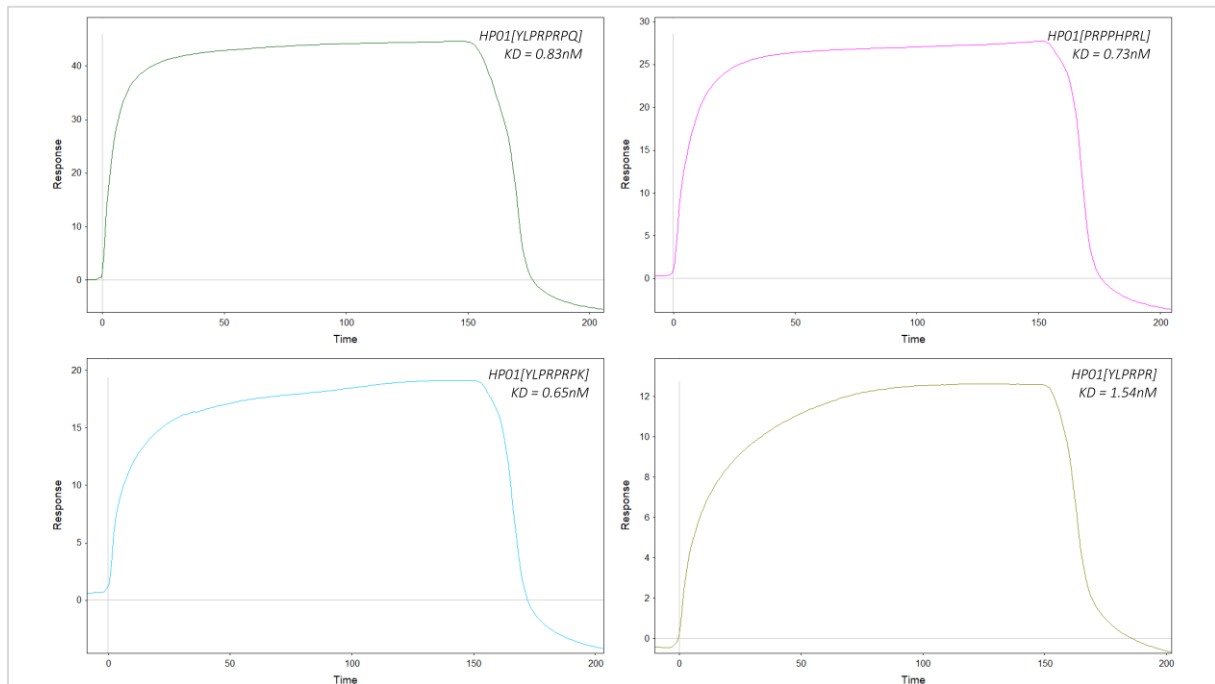 HP01[YLPRPRPQ]
KD = 0.83nM
40
30
20
10
0
Response
0
50
100
150
200
Time
HP01[PRPPHPRL]
KD = 0.73nM
30
25
20
15
10
5
0
Response
0
50
100
150
200
Time
HP01[YLPRPRPK]
KD = 0.65nM
20
15
10
5
0
Response
0
50
100
150
200
Time
HP01[YLPRPR]
KD = 1.54nM
12
10
8
6
4
2
0
Response
0
50
100
150
200
Time